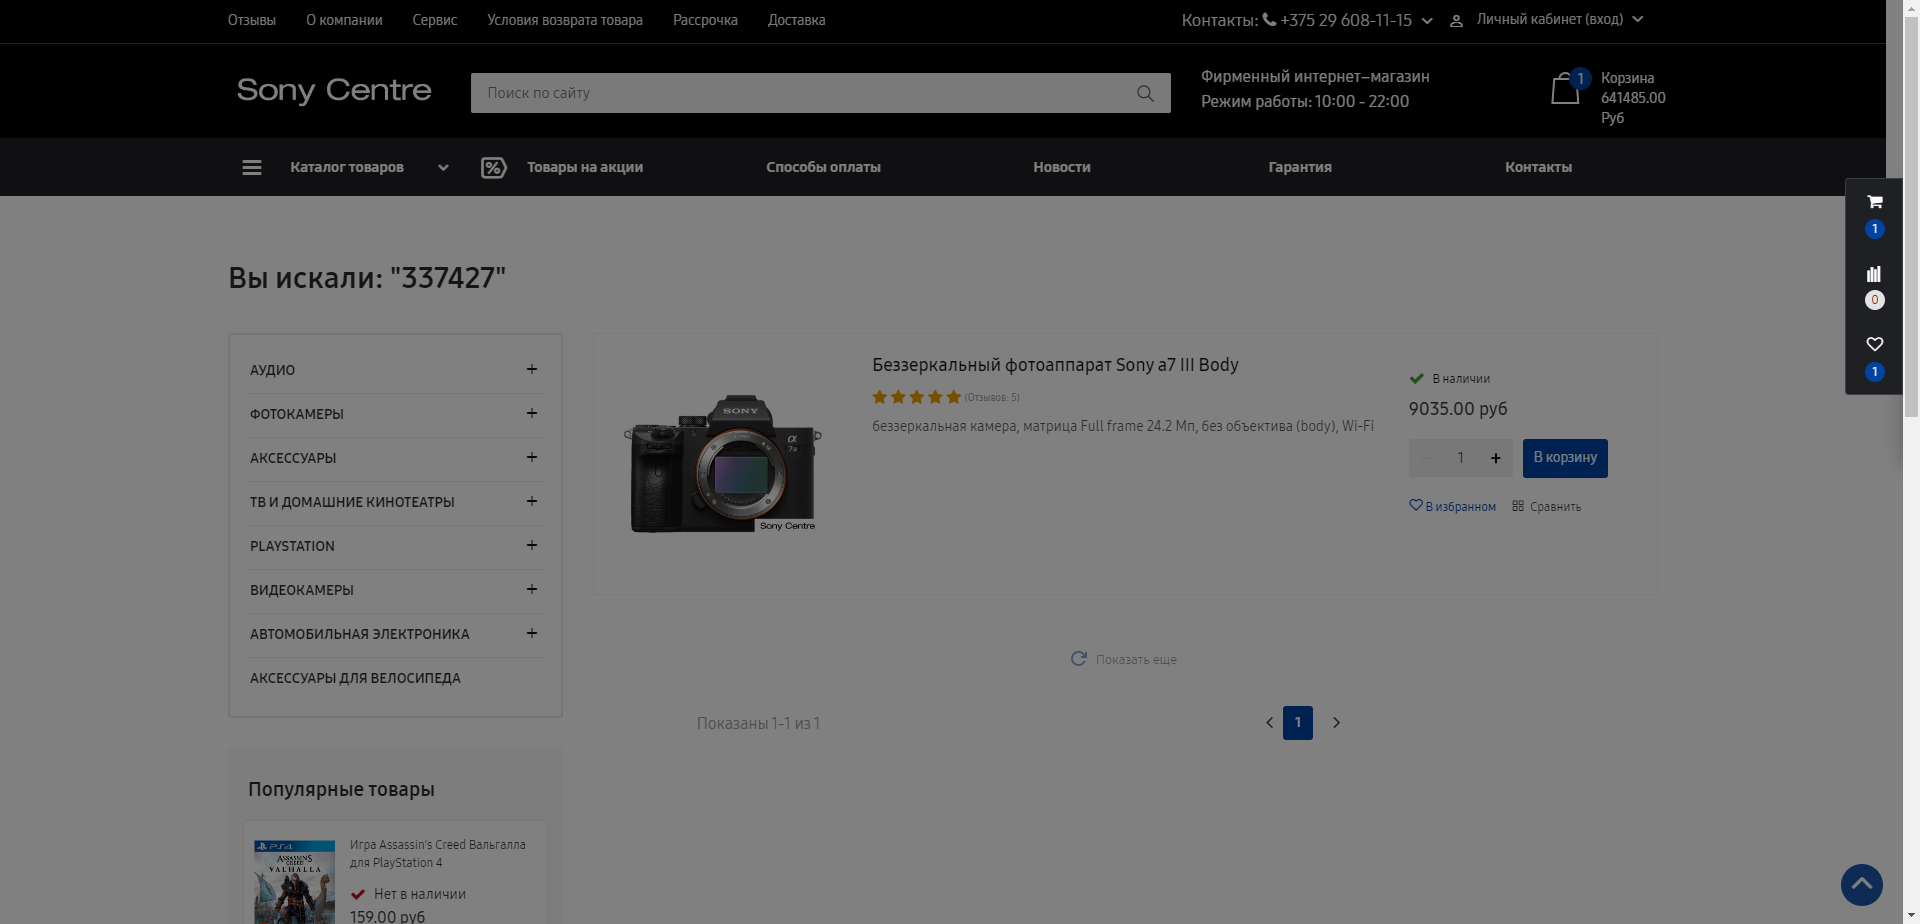 Отзывы
О компании
Сервис
Условия возврата товара
Рассрочка
Доставка
Контакты: +375 29 608-11-15
Личный кабинет (вход)
Sony Centre
Поиск по сайту
Фирменный интернет–магазин
Режим работы: 10:00 - 22:00
1
Корзина
641485.00
Руб
Каталог товаров
%
Товары на акции
Способы оплаты
Новости
Гарантия
Контакты
1
0
1
Вы искали: "337427"
АУДИО
ФОТОКАМЕРЫ
АКСЕССУАРЫ
ТВ И ДОМАШНИЕ КИНОТЕАТРЫ
PLAYSTATION
ВИДЕОКАМЕРЫ
АВТОМОБИЛЬНАЯ ЭЛЕКТРОНИКА
АКСЕССУАРЫ ДЛЯ ВЕЛОСИПЕДА
SONY
α
Sony Centre
Беззеркальный фотоаппарат Sony a7 III Body
(Отзывов: 5)
беззеркальная камера, матрица Full frame 24.2 Мп, без объектива (body), Wi-Fi
В наличии
9035.00 руб
1 +
В корзину
В избранном
Сравнить
Показать еще
Показаны 1-1 из 1
1
Популярные товары
PS4
ASSASSIN'S
CREED
VALHALLA
Игра Assassin's Creed Вальгалла
для PlayStation 4
Нет в наличии
159.00 руб